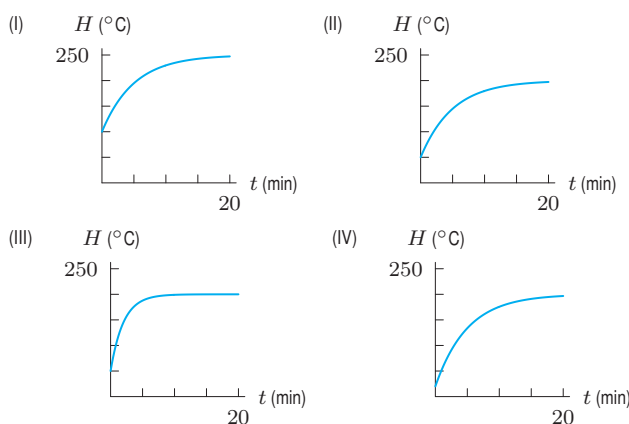 (I) H (°C)
250
t (min)
20
(II) H (°C)
250
t (min)
20
(III) H (°C)
250
t (min)
20
(IV) H (°C)
250
t (min)
20